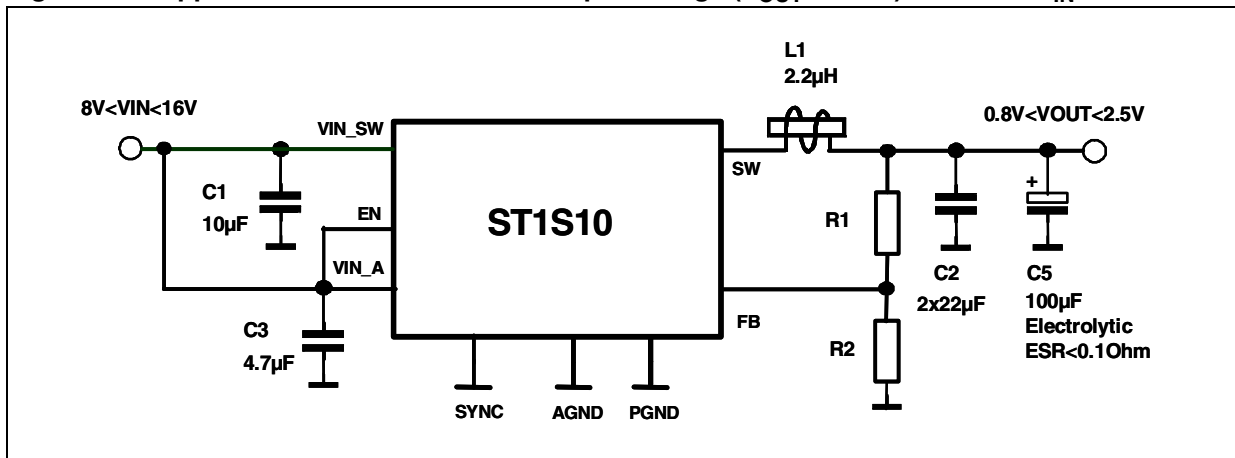 L1
2.2µH
8V<VIN<16V
0.8V<VOUT<2.5V
VIN_SW
SW
C1
10µF
EN
ST1S10
R1
+
VIN_A
C2
2x22µF
C5
100µF
Electrolytic
ESR<0.1Ohm
C3
4.7µF
FB
R2
SYNC
AGND
PGND